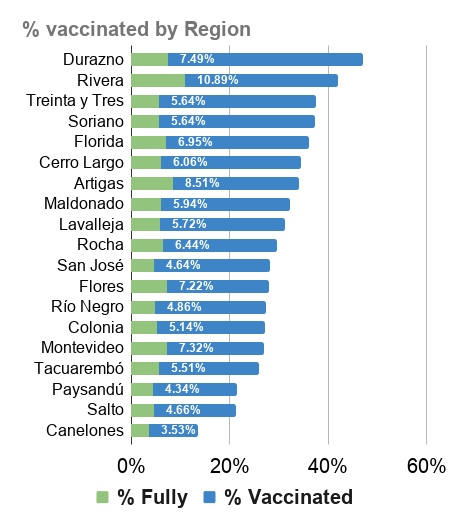 % vaccinated by Region
Durazno 7.49%
Rivera 10.89%
Treinta y Tres 5.64%
Soriano 5.64%
Florida 6.95%
Cerro Largo 6.06%
Artigas 8.51%
Maldonado 5.94%
Lavalleja 5.72%
Rocha 6.44%
San José 4.64%
Flores 7.22%
Río Negro 4.86%
Colonia 5.14%
Montevideo 7.32%
Tacuarembó 5.51%
Paysandú 4.34%
Salto 4.66%
Canelones 3.53%
0% 20% 40% 60%
% Fully % Vaccinated